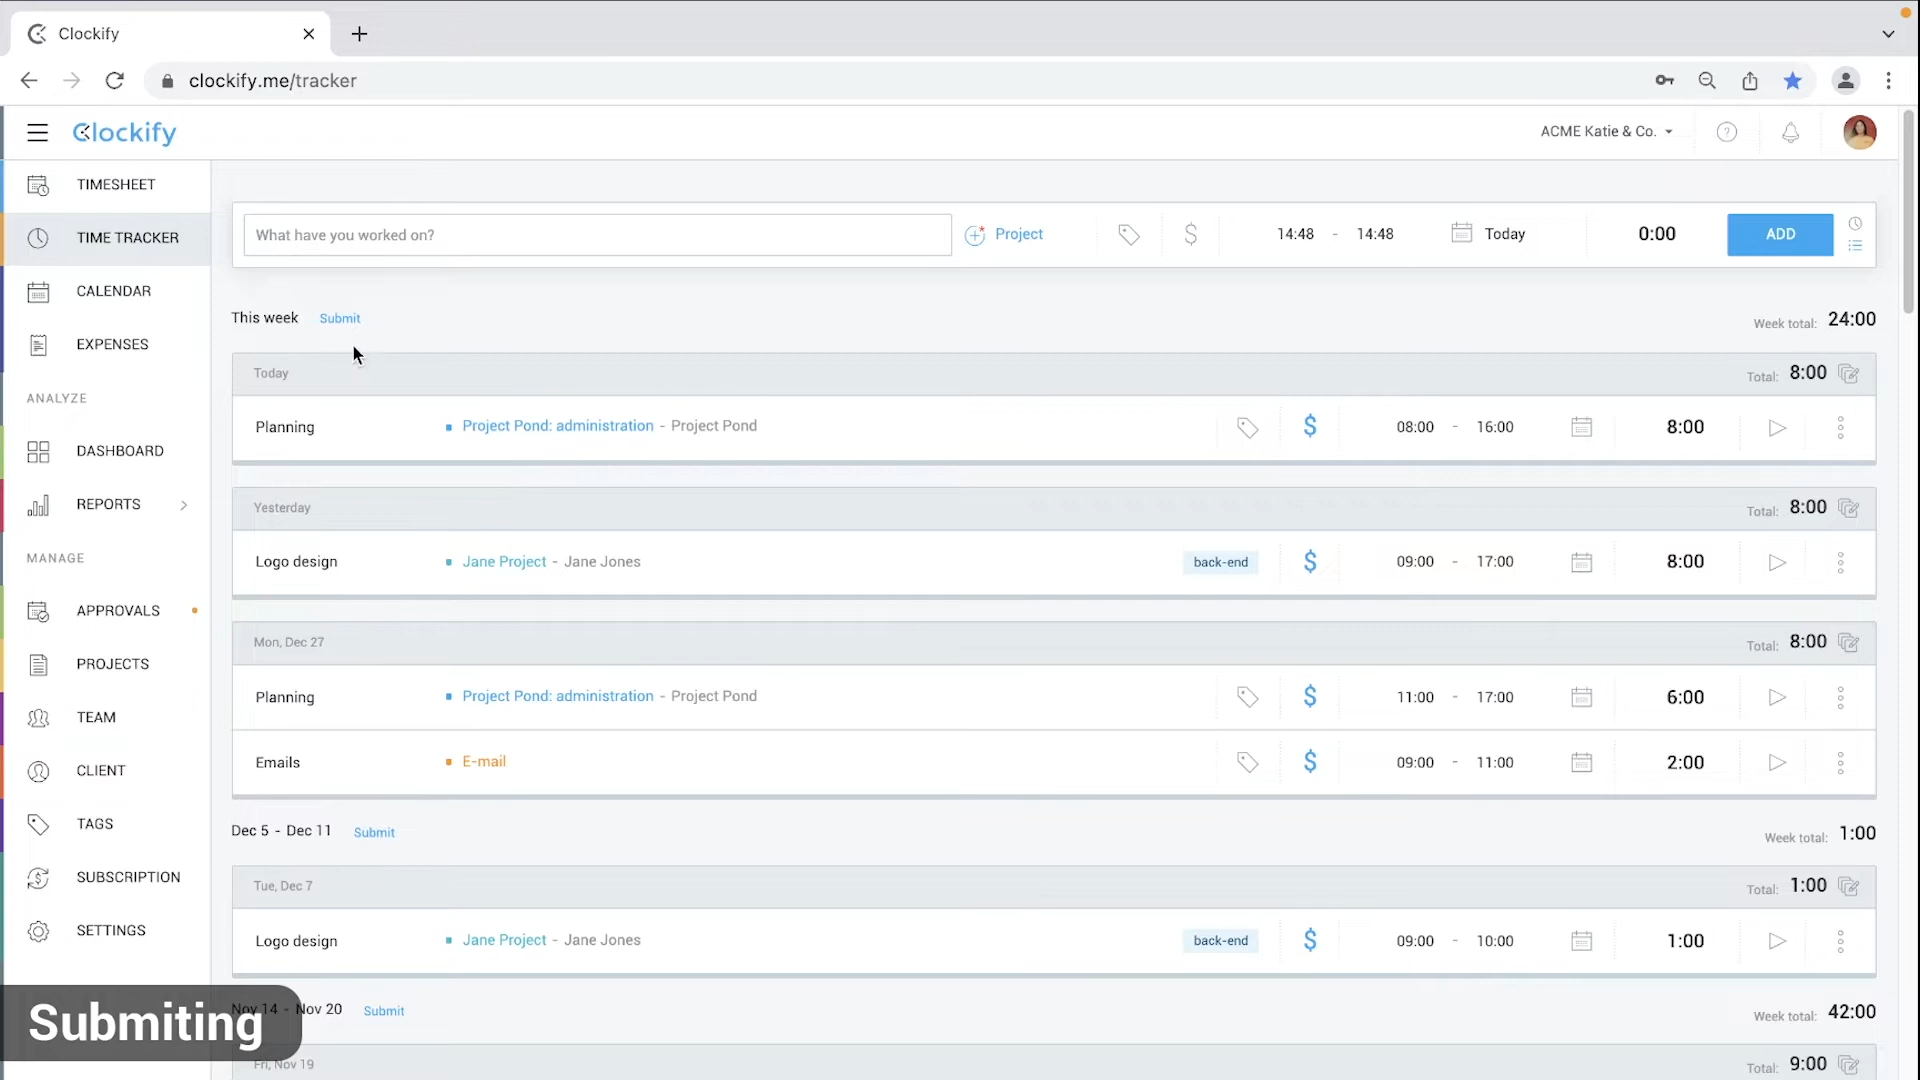 Clockify
clockify.me/tracker
Clockify
ACME Katie & Co.
TIMESHEET
TIME TRACKER
CALENDAR
EXPENSES
ANALYZE
DASHBOARD
REPORTS
MANAGE
APPROVALS
PROJECTS
TEAM
CLIENT
TAGS
SUBSCRIPTION
SETTINGS
What have you worked on? Project $ 14:48 - 14:48 Today 0:00 ADD
This week Submit Week total: 24:00
Today Total: 8:00
Planning Project Pond: administration - Project Pond $ 08:00 - 16:00 8:00
Yesterday Total: 8:00
Logo design Jane Project - Jane Jones back-end $ 09:00 - 17:00 8:00
Mon, Dec 27 Total: 8:00
Planning Project Pond: administration - Project Pond $ 11:00 - 17:00 6:00
Emails E-mail $ 09:00 - 11:00 2:00
Dec 5 - Dec 11 Submit Week total: 1:00
Tue, Dec 7 Total: 1:00
Logo design Jane Project - Jane Jones back-end $ 09:00 - 10:00 1:00
Nov 14 - Nov 20 Submit Week total: 42:00
Fri, Nov 19 Total: 9:00
Submiting